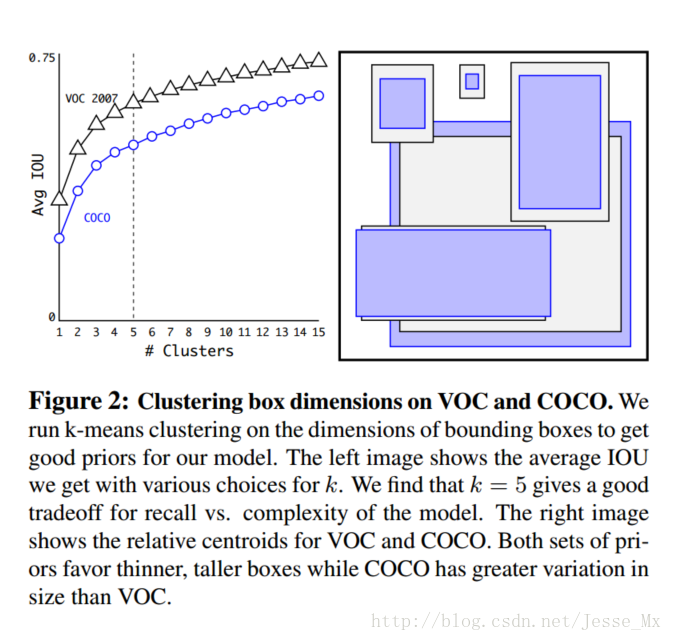 0.75
VOC 2007
COCO
Avg IOU
0
1 2 3 4 5 6 7 8 9 10 11 12 13 14 15
# Clusters
Figure 2: Clustering box dimensions on VOC and COCO. We
run k-means clustering on the dimensions of bounding boxes to get
good priors for our model. The left image shows the average IOU
we get with various choices for k. We find that k = 5 gives a good
tradeoff for recall vs. complexity of the model. The right image
shows the relative centroids for VOC and COCO. Both sets of pri-
ors favor thinner, taller boxes while COCO has greater variation in
size than VOC.
http://blog.csdn.net/Jesse_Mx